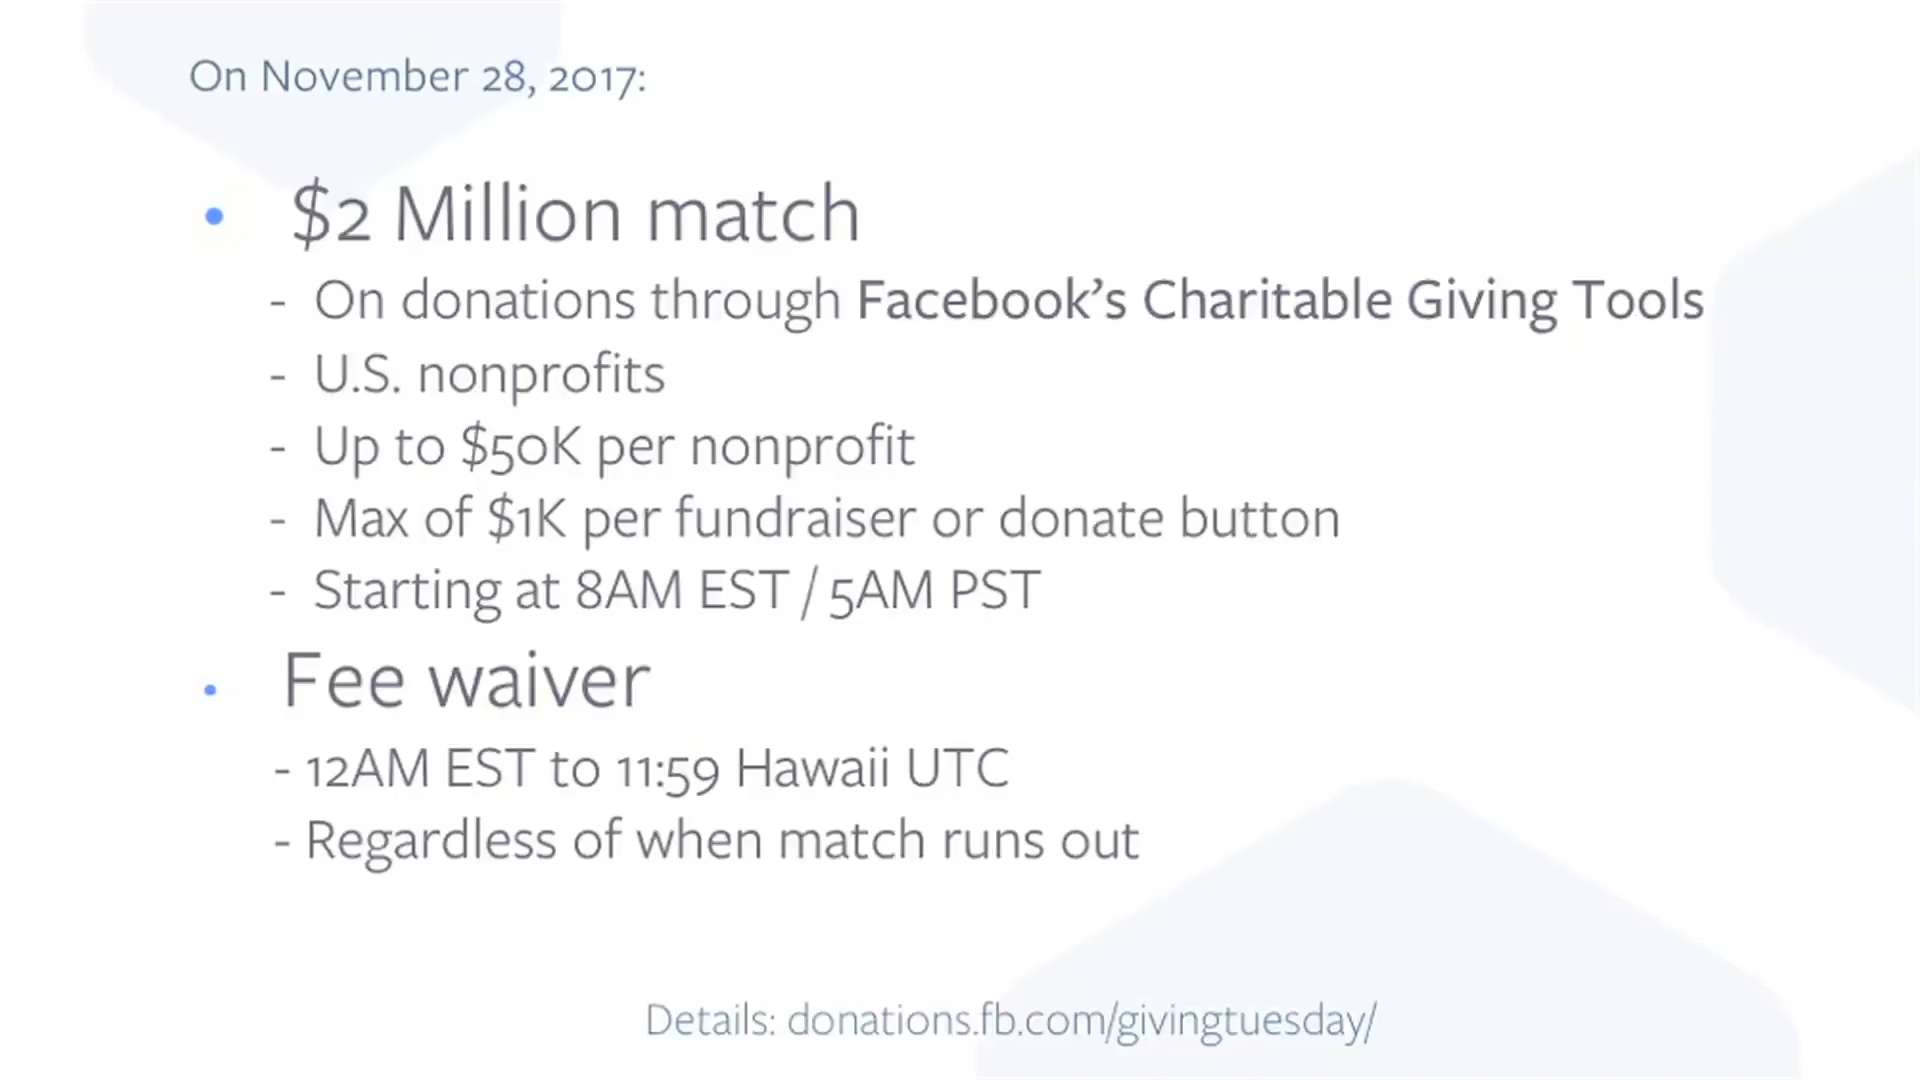 On November 28, 2017:
• $2 Million match
- On donations through Facebook's Charitable Giving Tools
- U.S. nonprofits
- Up to $50K per nonprofit
- Max of $1K per fundraiser or donate button
- Starting at 8AM EST / 5AM PST
• Fee waiver
- 12AM EST to 11:59 Hawaii UTC
- Regardless of when match runs out
Details: donations.fb.com/givingtuesday/